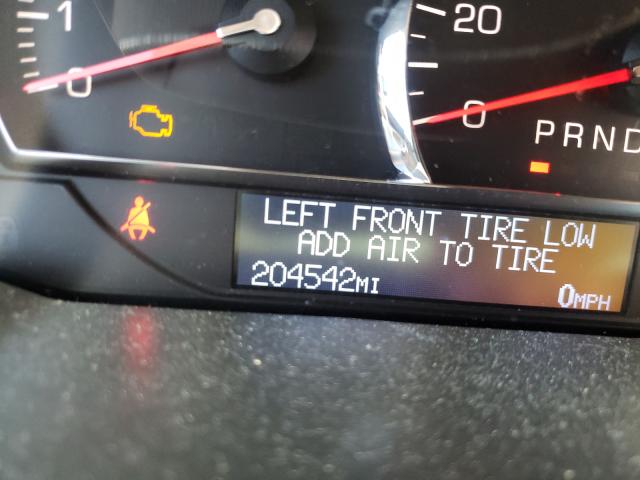 1
0
20
0
PRND
LEFT FRONT TIRE LOW
ADD AIR TO TIRE
204542MI
0MPH